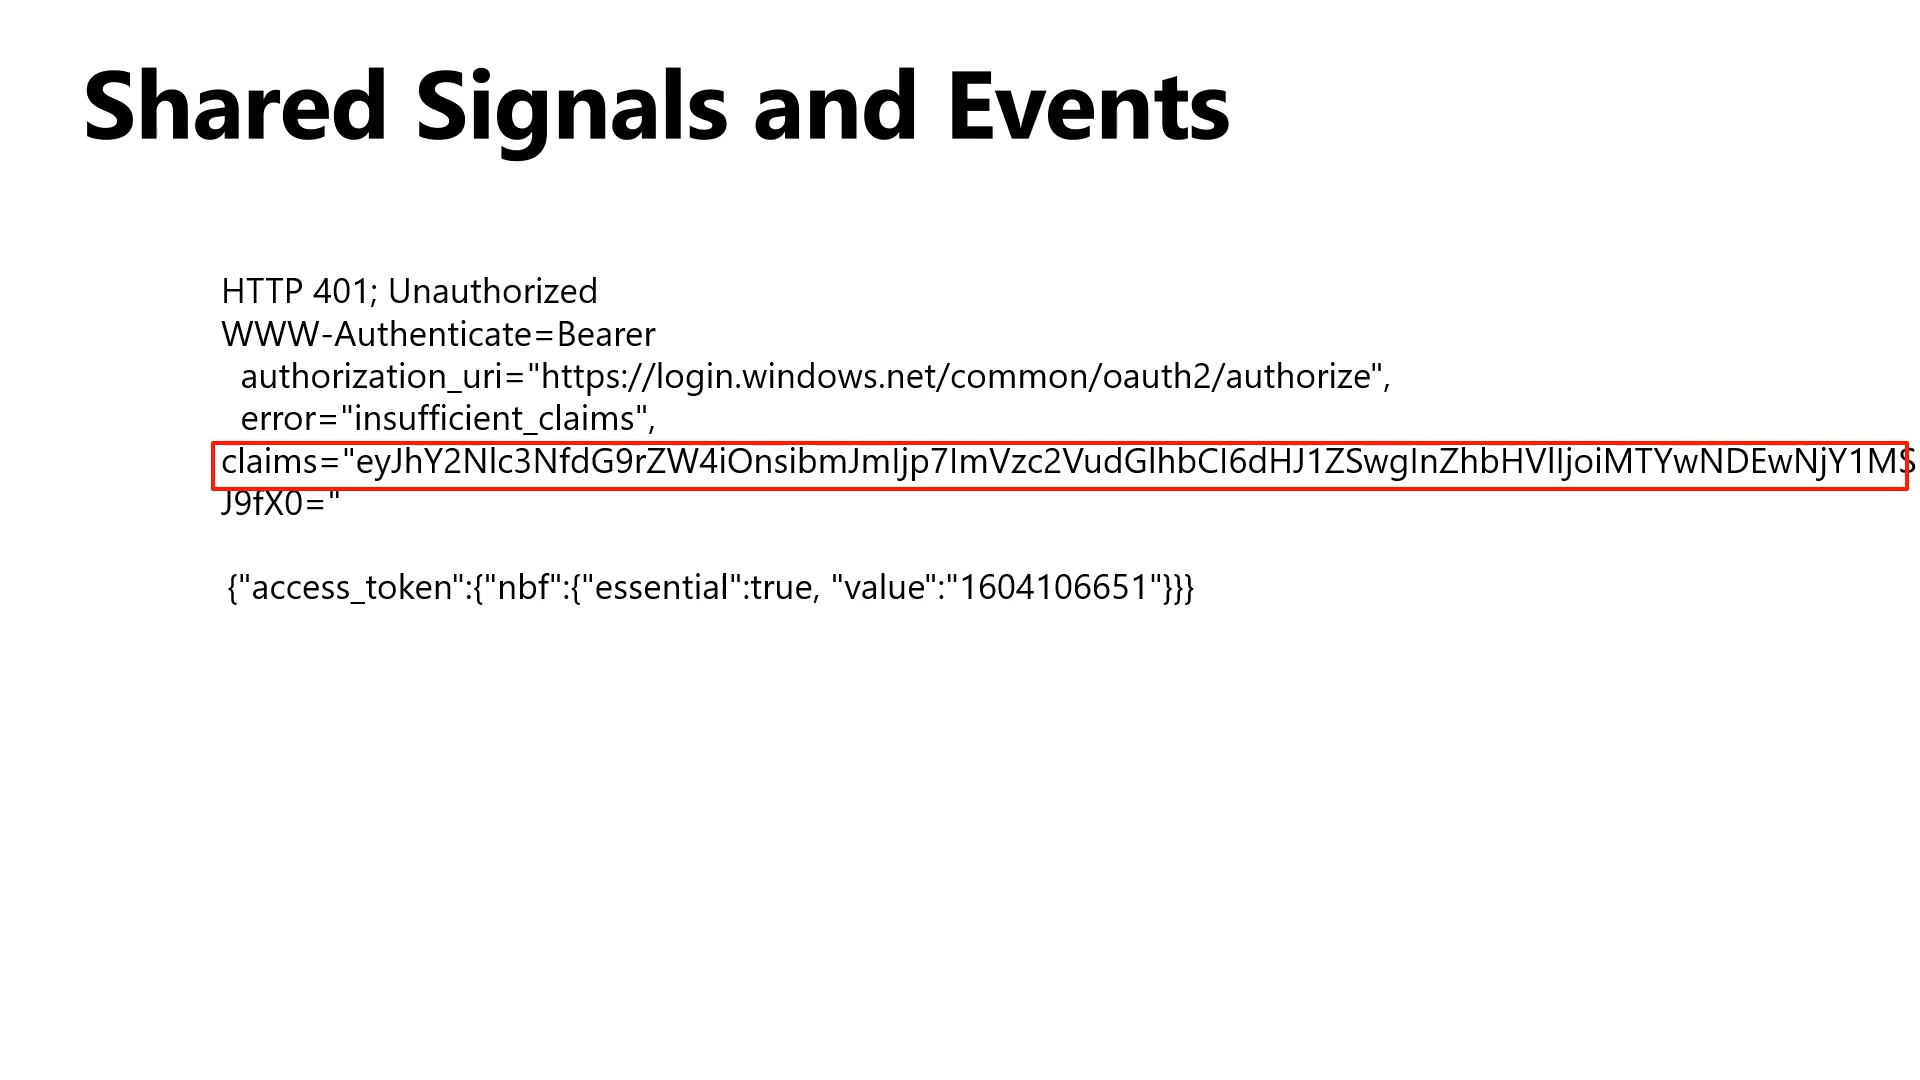 Shared Signals and Events
HTTP 401; Unauthorized
WWW-Authenticate=Bearer
authorization_uri="https://login.windows.net/common/oauth2/authorize",
error="insufficient_claims",
claims="eyJhY2Nlc3NfdG9rZW4iOnsibmJmIjp7ImVzc2VudGlhbCI6dHJ1ZSwgInZhbHVlIjoiMTYwNDEwNjY1MS
J9fX0="
{"access_token":{"nbf":{"essential":true, "value":"1604106651"}}}